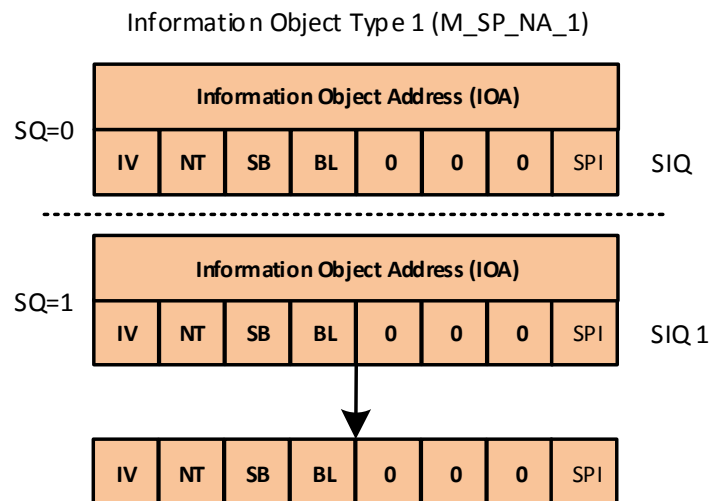 Information Object Type 1 (M_SP_NA_1)
Information Object Address (IOA)
SQ=0
IV NT SB BL 0 0 0 SPI SIQ
Information Object Address (IOA)
SQ=1
IV NT SB BL 0 0 0 SPI SIQ 1
IV NT SB BL 0 0 0 SPI